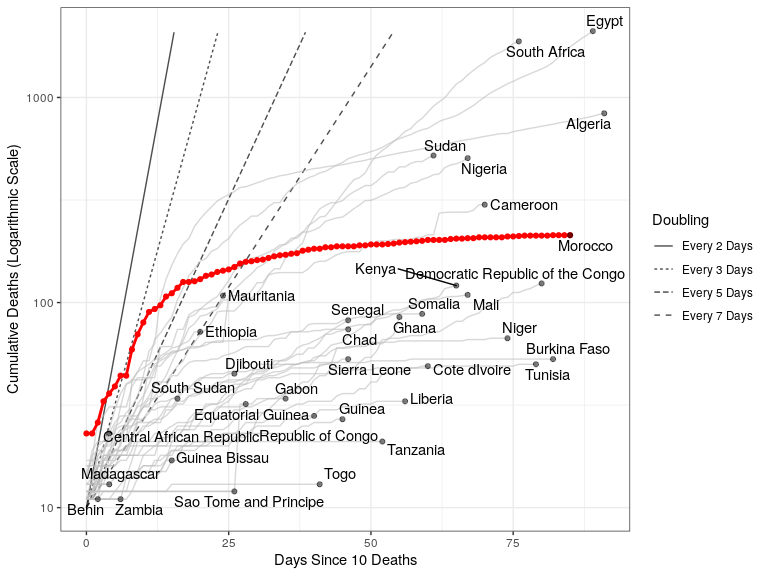 Egypt
South Africa
1000
Algeria
Sudan
Nigeria
Cameroon
Morocco
Kenya
Democratic Republic of the Congo
Mauritania
100
Somalia
Mali
Senegal
Ghana
Ethiopia
Chad
Niger
Burkina Faso
Djibouti
Sierra Leone
Cote dIvoire
Tunisia
South Sudan
Gabon
Liberia
Equatorial Guinea
Guinea
Central African Republic
Republic of Congo
Tanzania
Guinea Bissau
Madagascar
Togo
Sao Tome and Principe
10
Benin
Zambia
0
25
50
75
Days Since 10 Deaths
Cumulative Deaths (Logarithmic Scale)
Doubling
Every 2 Days
Every 3 Days
Every 5 Days
Every 7 Days